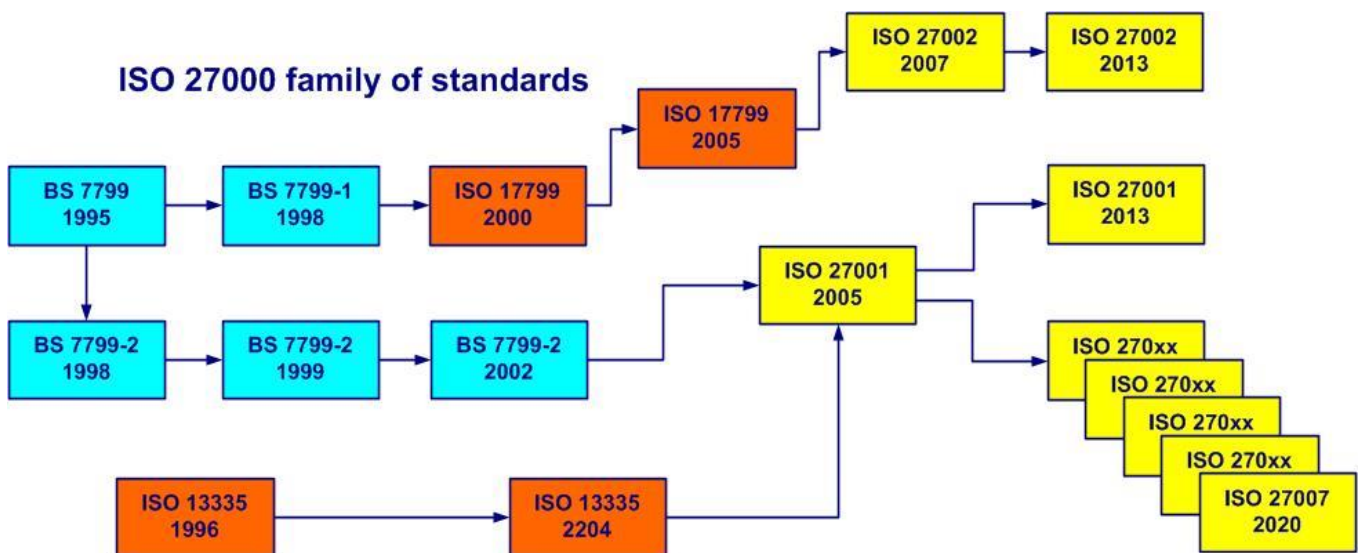 ISO 27000 family of standards
ISO 27002
2007
ISO 27002
2013
ISO 17799
2005
BS 7799
1995
BS 7799-1
1998
ISO 17799
2000
ISO 27001
2013
ISO 27001
2005
BS 7799-2
1998
BS 7799-2
1999
BS 7799-2
2002
ISO 270xx
ISO 270xx
ISO 270xx
ISO 270xx
ISO 27007
2020
ISO 13335
1996
ISO 13335
2204